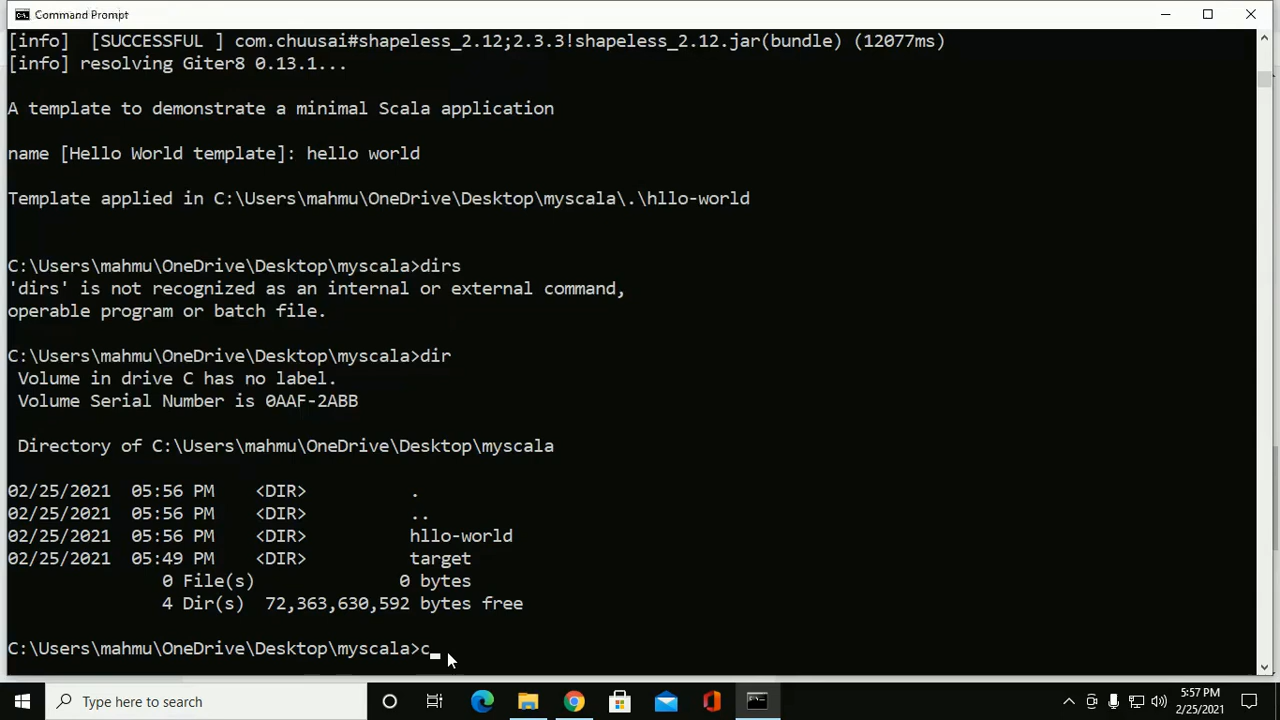 Command Prompt
[info]  [SUCCESSFUL ] com.chuusai#shapeless_2.12;2.3.3!shapeless_2.12.jar(bundle) (12077ms)
[info] resolving Giter8 0.13.1...
A template to demonstrate a minimal Scala application
name [Hello World template]: hello world
Template applied in C:\Users\mahmu\OneDrive\Desktop\myscala\.\hllo-world
C:\Users\mahmu\OneDrive\Desktop\myscala>dirs
'dirs' is not recognized as an internal or external command,
operable program or batch file.
C:\Users\mahmu\OneDrive\Desktop\myscala>dir
Volume in drive C has no label.
Volume Serial Number is 0AAF-2ABB
Directory of C:\Users\mahmu\OneDrive\Desktop\myscala
02/25/2021  05:56 PM    <DIR>          .
02/25/2021  05:56 PM    <DIR>          ..
02/25/2021  05:56 PM    <DIR>          hllo-world
02/25/2021  05:49 PM    <DIR>          target
0 File(s)              0 bytes
4 Dir(s)  72,363,630,592 bytes free
C:\Users\mahmu\OneDrive\Desktop\myscala>c
Type here to search
5:57 PM
2/25/2021